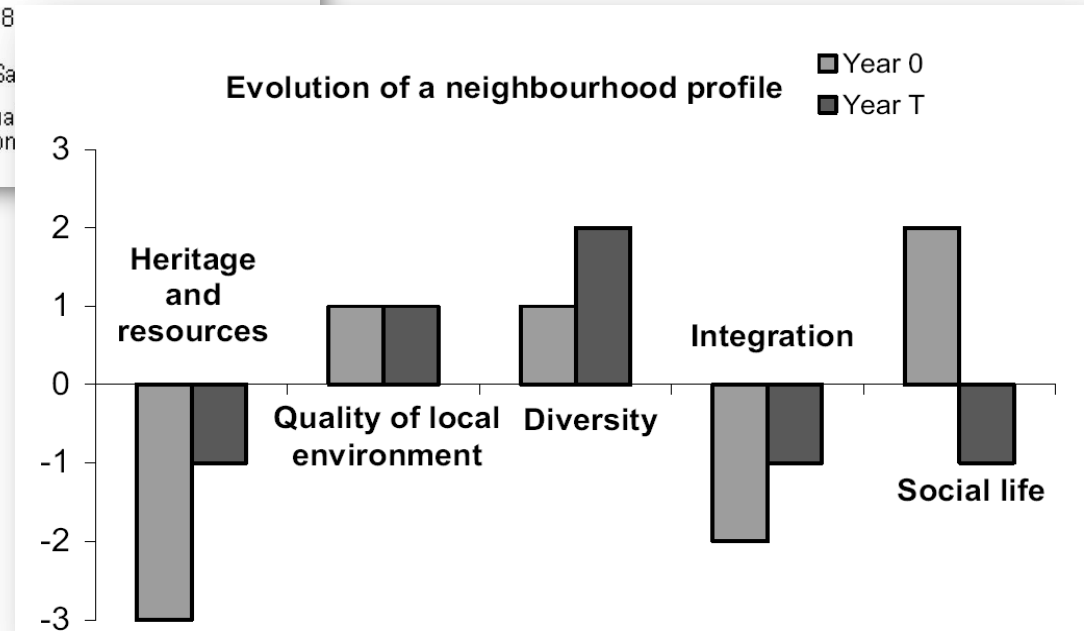 8
Evolution of a neighbourhood profile
Year 0
Year T
3
2
1
0
-1
-2
-3
Heritage
and
resources
Quality of local
environment
Diversity
Integration
Social life